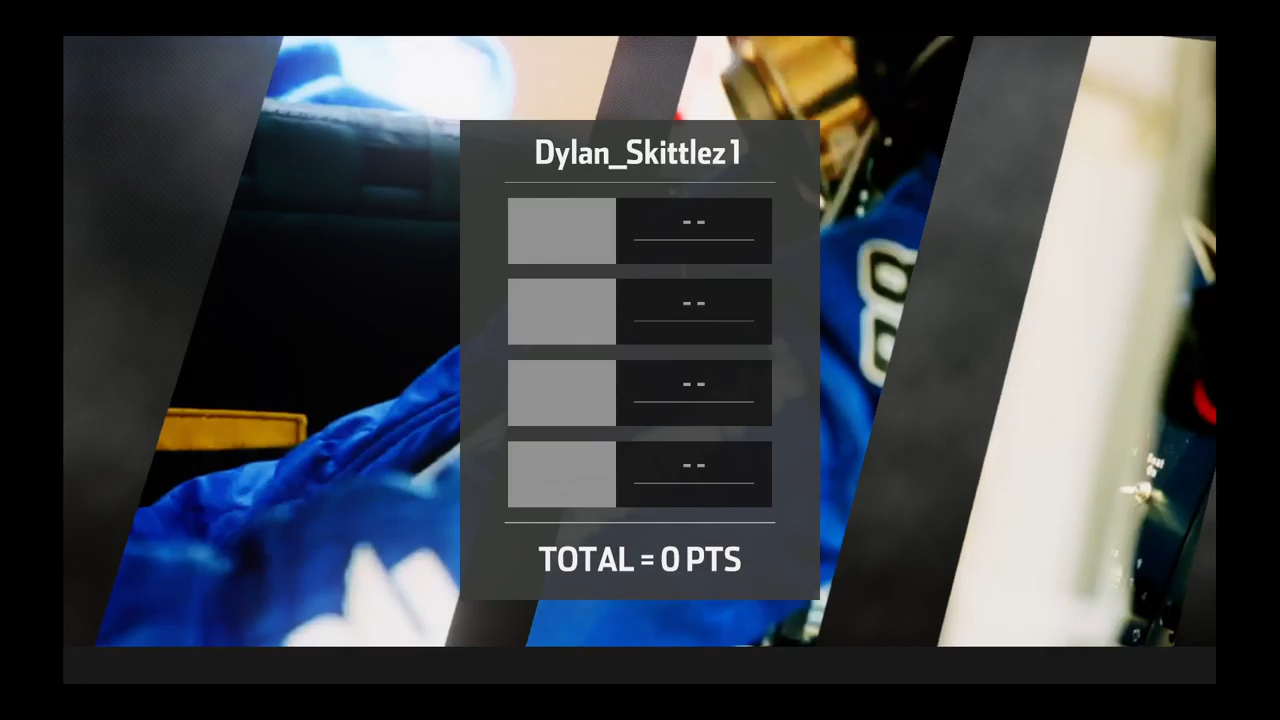 Dylan_Skittlez1
--
--
--
--
TOTAL = 0 PTS